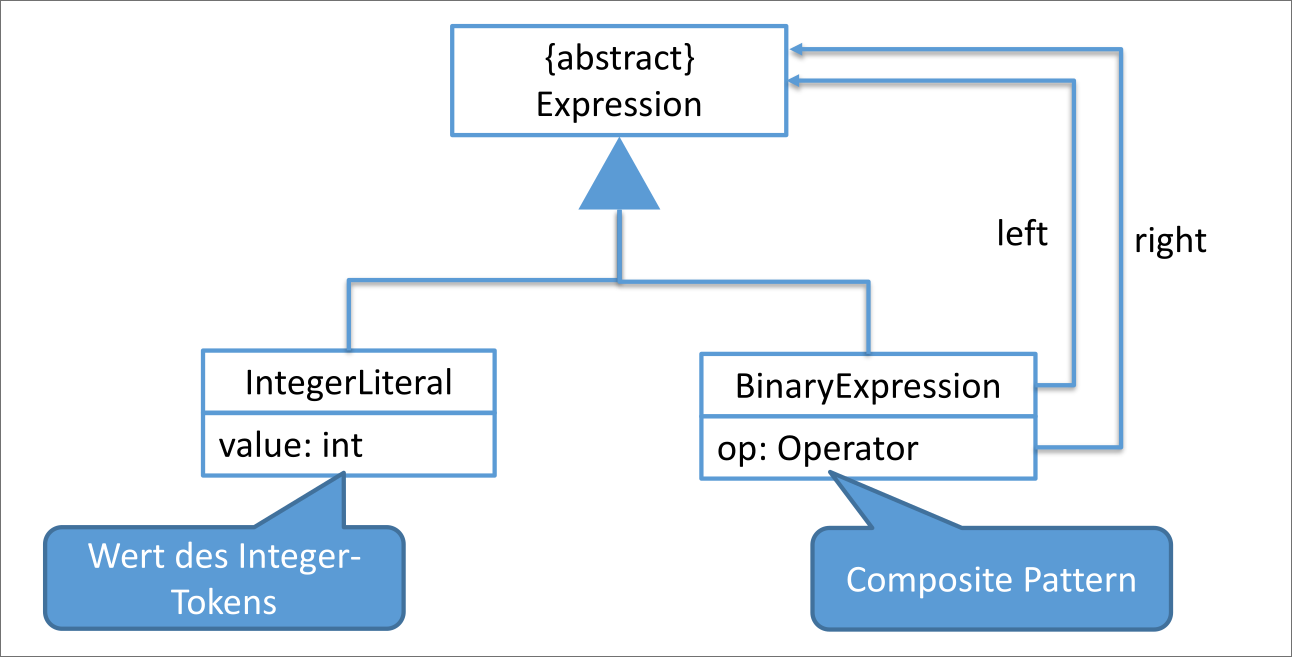 {abstract}
Expression
left
right
IntegerLiteral
value: int
BinaryExpression
op: Operator
Wert des Integer-
Tokens
Composite Pattern